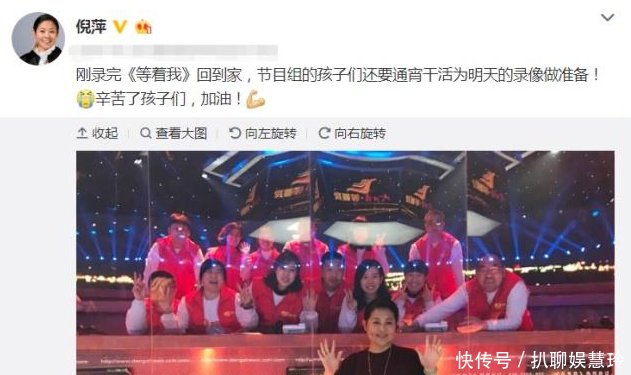 倪萍
刚录完《等着我》回到家，节目组的孩子们还要通宵干活为明天的录像做准备！
😭辛苦了孩子们，加油！💪
收起 查看大图 向左旋转 向右旋转
快传号／扒聊娱慧玲